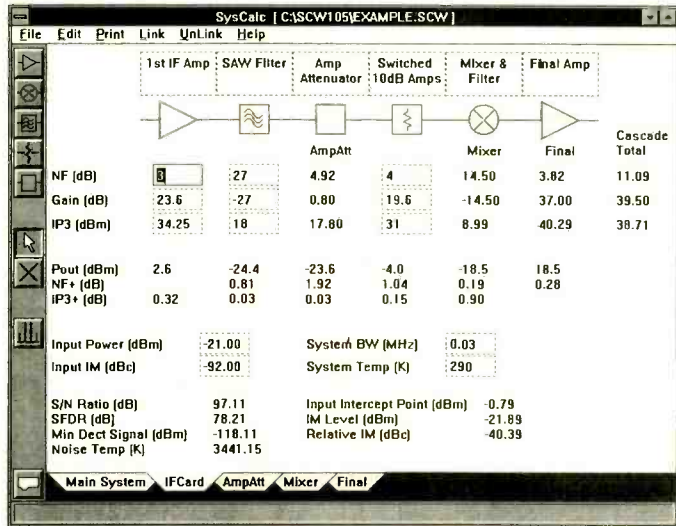 SysCalc [ C:\SCW105\EXAMPLE.SCW ]
File Edit Print Link UnLink Help
1st IF Amp SAW Filter Amp Attenuator Switched 10dB Amps Mixer & Filter Final Amp
AmpAtt Mixer Final Cascade Total
NF (dB) 3 27 4.92 4 14.50 3.82 11.09
Gain (dB) 23.6 -27 0.80 19.6 -14.50 37.00 39.50
IP3 (dBm) 34.25 18 17.80 31 8.99 40.29 38.71
Pout (dBm) 2.6 -24.4 -23.6 -4.0 -18.5 18.5
NF+ (dB) 0.81 1.92 1.04 0.19 0.28
IP3+ (dB) 0.32 0.03 0.03 0.15 0.90
Input Power (dBm) -21.00 System BW (MHz) 0.03
Input IM (dBc) -92.00 System Temp (K) 290
S/N Ratio (dB) 97.11 Input Intercept Point (dBm) -0.79
SFDR (dB) 78.21 IM Level (dBm) -21.89
Min Dect Signal (dBm) -118.11 Relative IM (dBc) -40.39
Noise Temp (K) 3441.15
Main System IFCard AmpAtt Mixer Final